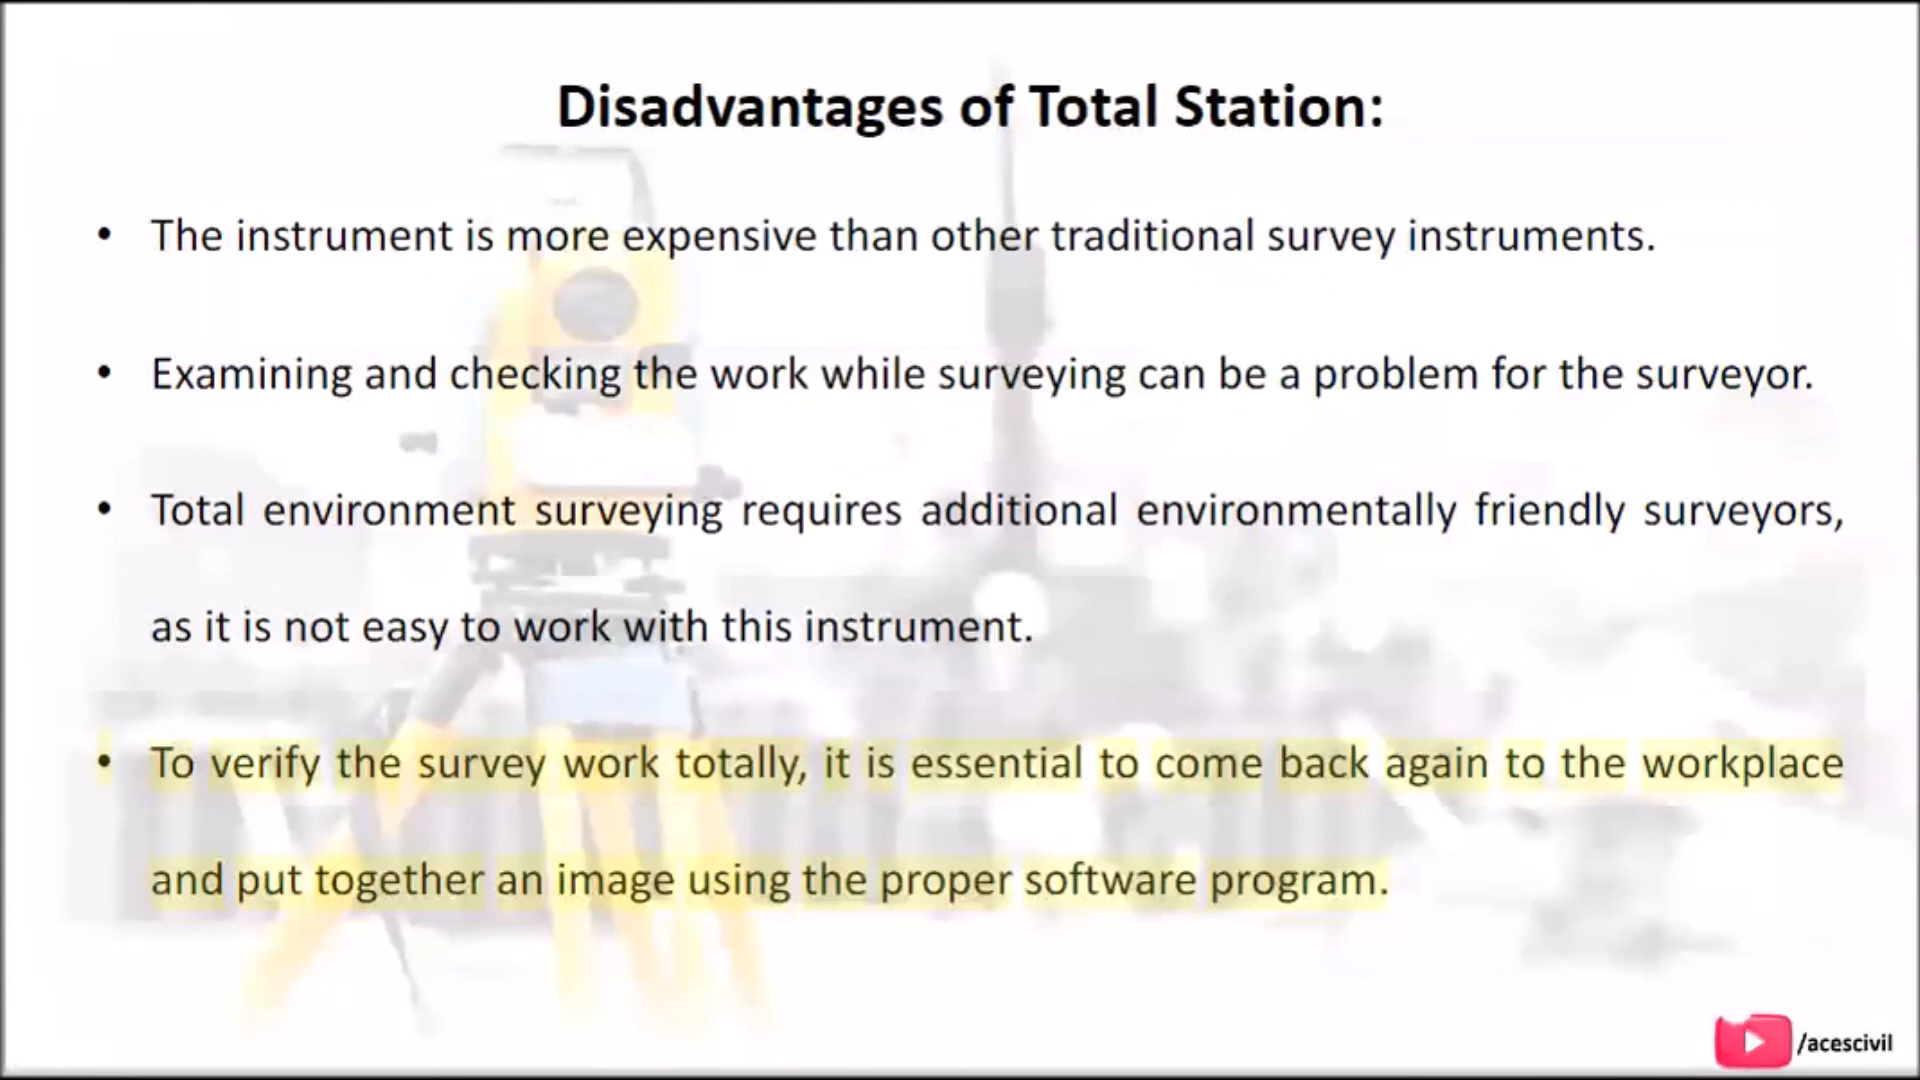 Disadvantages of Total Station:
• The instrument is more expensive than other traditional survey instruments.
• Examining and checking the work while surveying can be a problem for the surveyor.
• Total environment surveying requires additional environmentally friendly surveyors,
as it is not easy to work with this instrument.
• To verify the survey work totally, it is essential to come back again to the workplace
and put together an image using the proper software program.
/acescivil